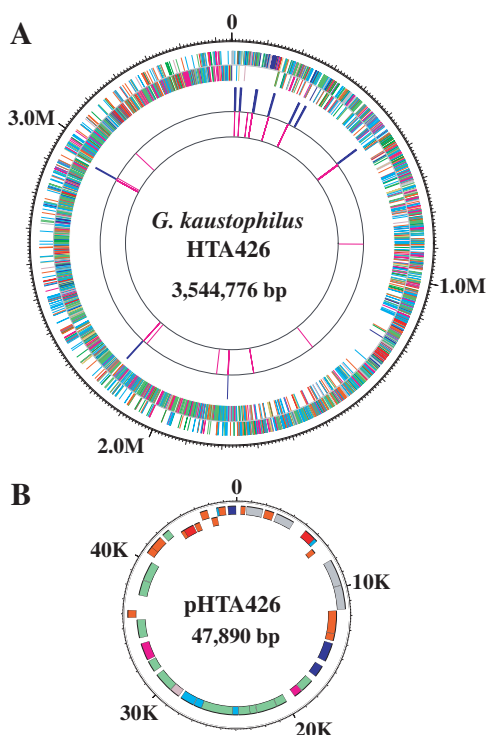 A
0
3.0M
G. kaustophilus
HTA426
3,544,776 bp
1.0M
2.0M
B
0
40K
10K
pHTA426
47,890 bp
30K
20K